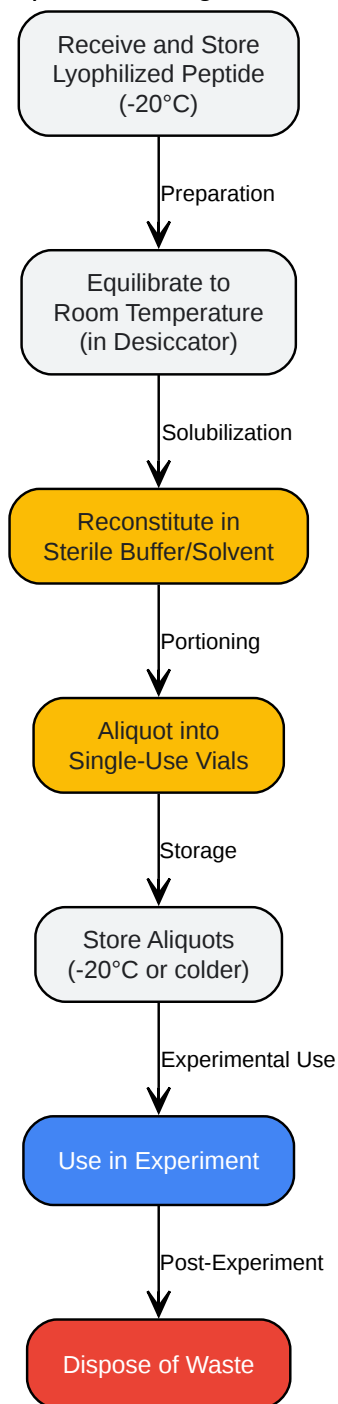 Receive and Store
Lyophilized Peptide
(-20°C)
Preparation
Equilibrate to
Room Temperature
(in Desiccator)
Solubilization
Reconstitute in
Sterile Buffer/Solvent
Portioning
Aliquot into
Single-Use Vials
Storage
Store Aliquots
(-20°C or colder)
Experimental Use
Use in Experiment
Post-Experiment
Dispose of Waste